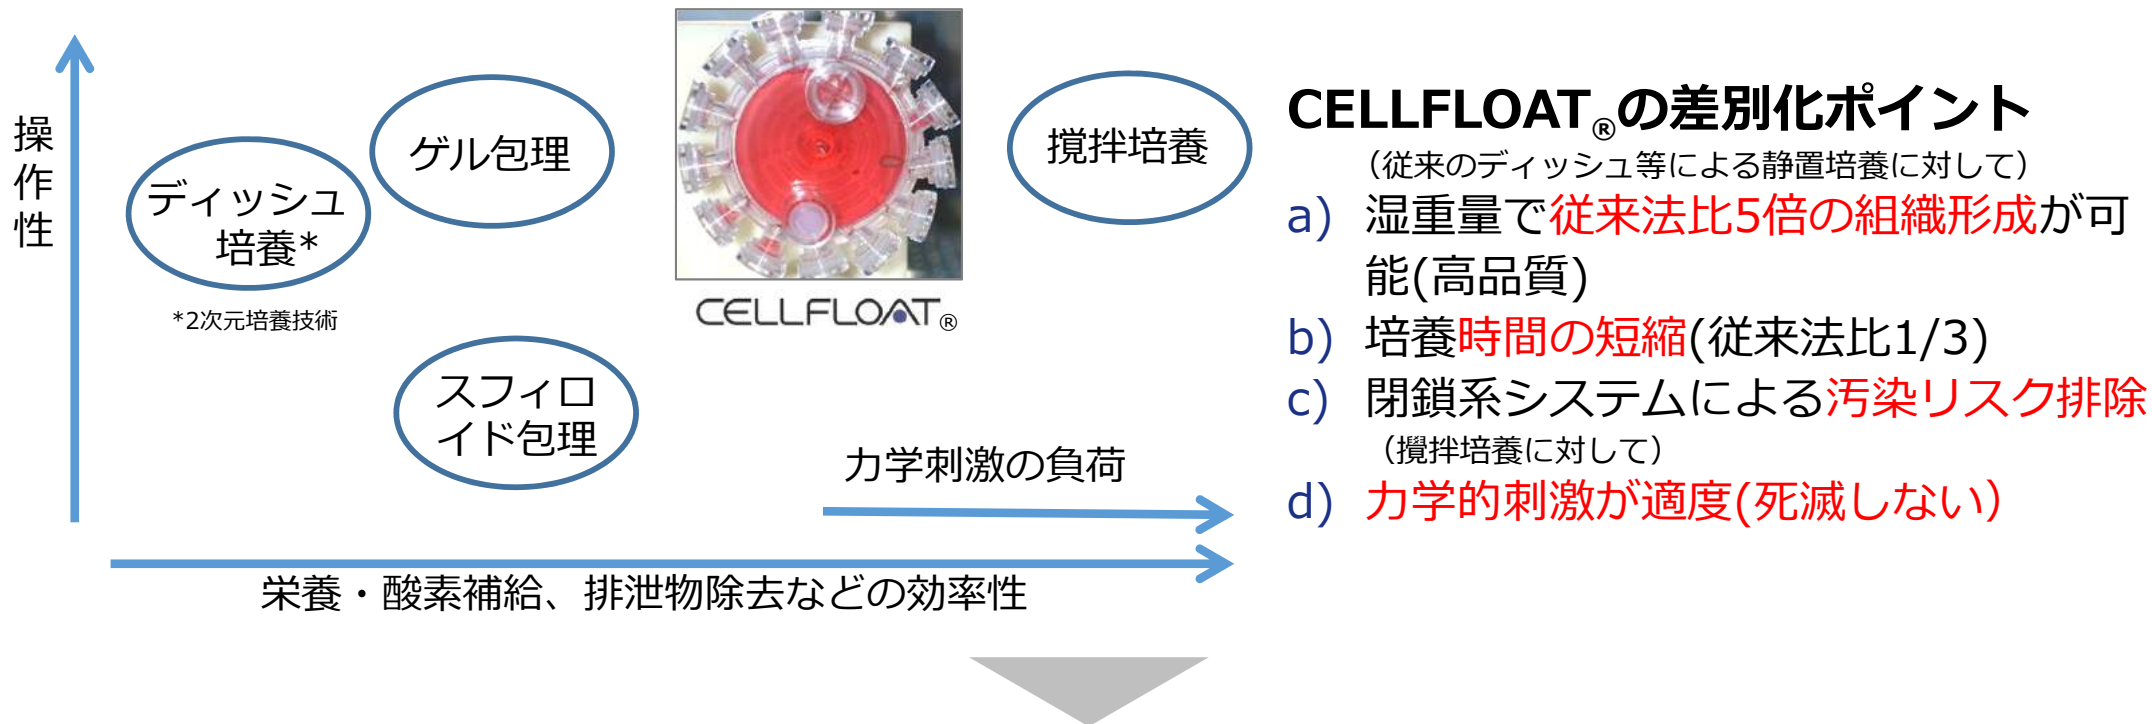 操作性
ディッシュ
培養*
*2次元培養技術
ゲル包理
スフィロ
イド包理
CELLFLOAT®
攪拌培養
力学刺激の負荷
栄養・酸素補給、排泄物除去などの効率性
CELLFLOAT®の差別化ポイント
（従来のディッシュ等による静置培養に対して）
a) 湿重量で従来法比5倍の組織形成が可
能(高品質)
b) 培養時間の短縮(従来法比1/3)
c) 閉鎖系システムによる汚染リスク排除
（攪拌培養に対して）
d) 力学的刺激が適度(死滅しない）